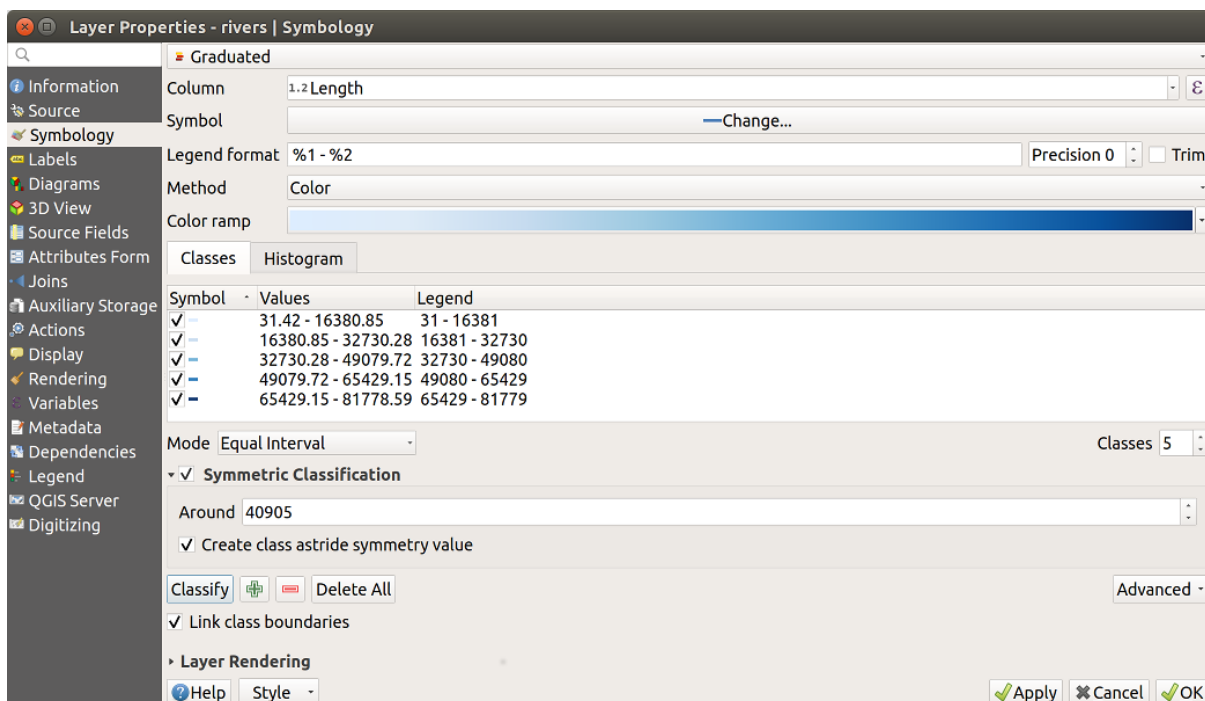 Layer Properties - rivers | Symbology
Graduated
Information
Source
Symbology
Labels
Diagrams
3D View
Source Fields
Attributes Form
Joins
Auxiliary Storage
Actions
Display
Rendering
Variables
Metadata
Dependencies
Legend
QGIS Server
Digitizing
Column 1.2 Length ε
Symbol Change...
Legend format %1 - %2 Precision 0 Trim
Method Color
Color ramp
Classes Histogram
Symbol Values Legend
31.42 - 16380.85 31 - 16381
16380.85 - 32730.28 16381 - 32730
32730.28 - 49079.72 32730 - 49080
49079.72 - 65429.15 49080 - 65429
65429.15 - 81778.59 65429 - 81779
Mode Equal Interval Classes 5
Symmetric Classification
Around 40905
Create class astride symmetry value
Classify Delete All Advanced
Link class boundaries
Layer Rendering
Help Style Apply Cancel OK